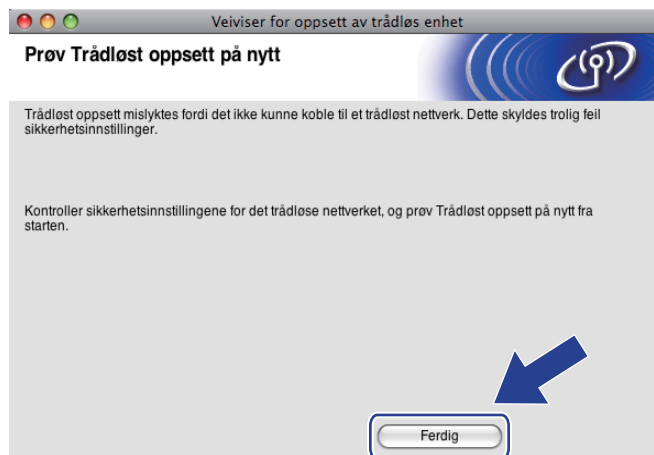 Veiviser for oppsett av trådløs enhet
Prøv Trådløst oppsett på nytt
Trådløst oppsett mislyktes fordi det ikke kunne koble til et trådløst nettverk. Dette skyldes trolig feil
sikkerhetsinnstillinger.
Kontroller sikkerhetsinnstillingene for det trådløse nettverket, og prøv Trådløst oppsett på nytt fra
starten.
Ferdig